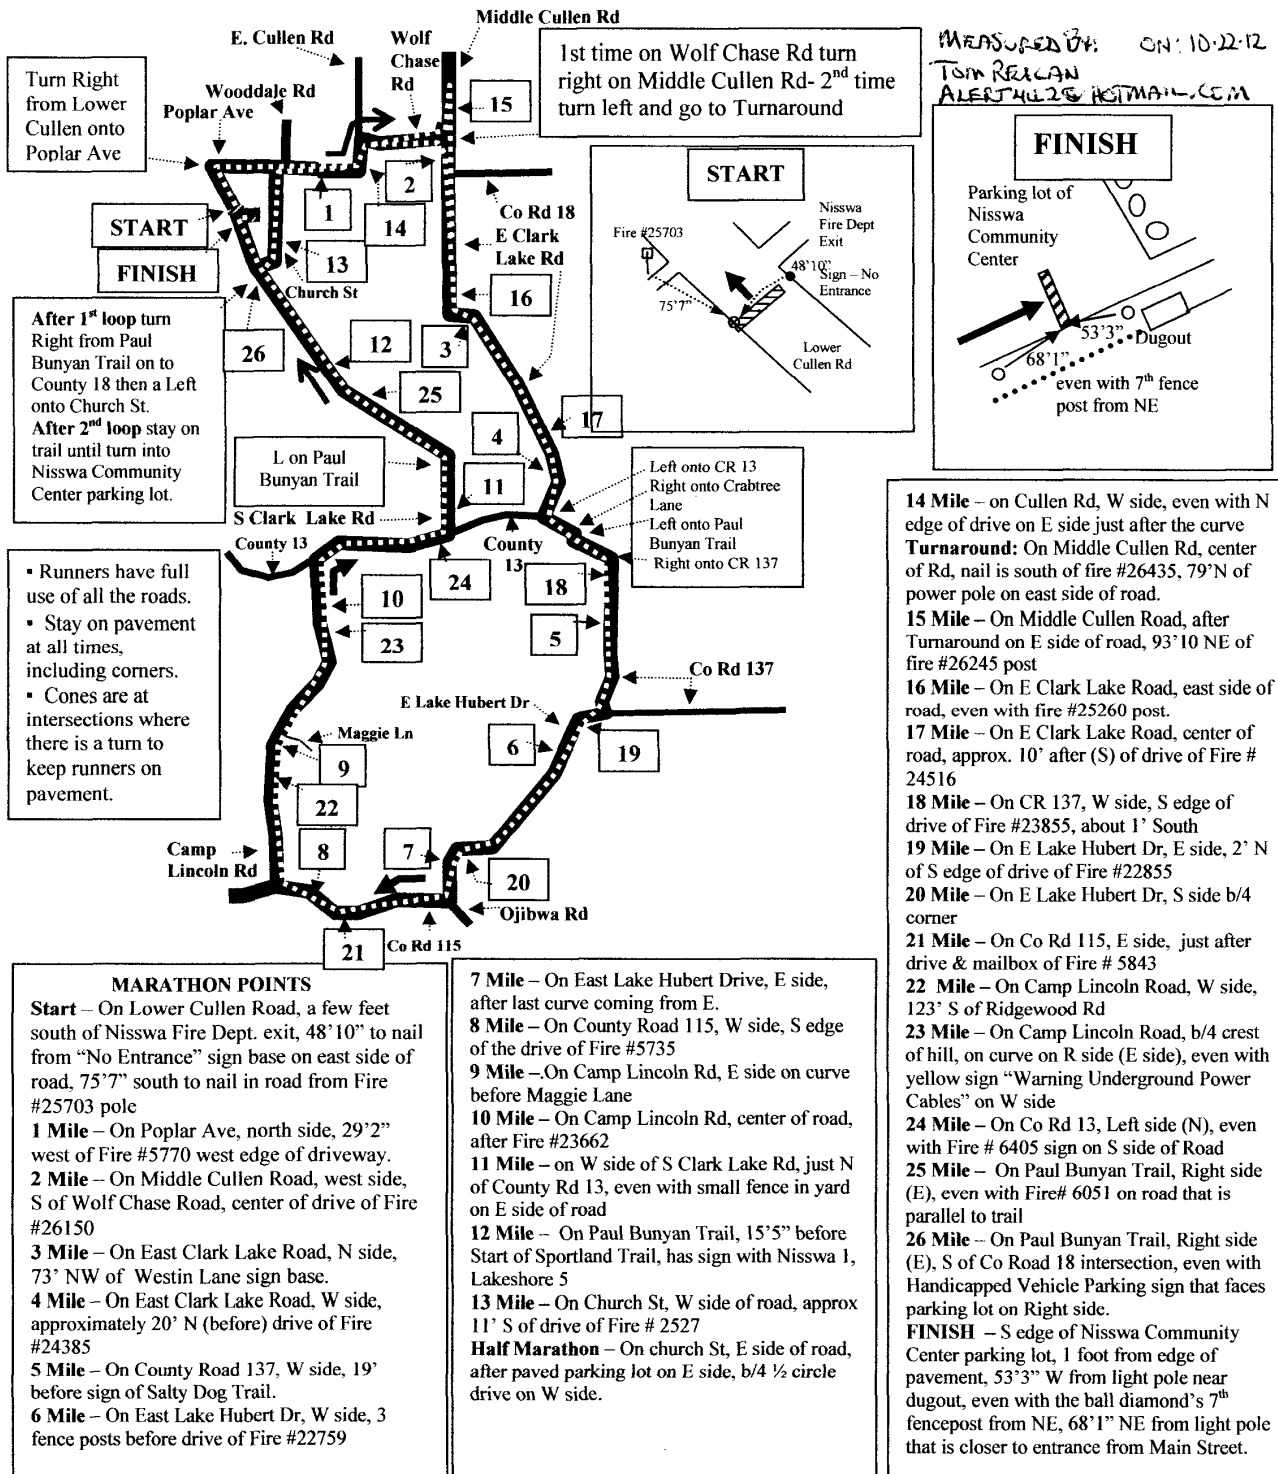 Middle Cullen Rd
E. Cullen Rd
Wolf
Chase
Rd
Wooddale Rd
Poplar Ave
Turn Right
from Lower
Cullen onto
Poplar Ave
1st time on Wolf Chase Rd turn
right on Middle Cullen Rd- 2nd time
turn left and go to Turnaround
MEASURED BY: ON: 10-22-12
TOM REGAN
START
FINISH
1
14
2
15
13
Church St
Co Rd 18
E Clark
Lake Rd
16
3
12
26
25
4
17
11
START
Fire #25703
Nisswa
Fire Dept
Exit
48'10"
Sign – No
Entrance
75'7"
Lower
Cullen Rd
FINISH
Parking lot of
Nisswa
Community
Center
53'3"
Dugout
68'1"
even with 7th fence
post from NE
After 1st loop turn
Right from Paul
Bunyan Trail on to
County 18 then a Left
onto Church St.
After 2nd loop stay on
trail until turn into
Nisswa Community
Center parking lot.
L on Paul
Bunyan Trail
S Clark Lake Rd
County 13
County
13
24
Left onto CR 13
Right onto Crabtree
Lane
Left onto Paul
Bunyan Trail
Right onto CR 137
18
5
10
23
Co Rd 137
E Lake Hubert Dr
6
19
Maggie Ln
9
22
Camp
Lincoln Rd
8
7
20
Ojibwa Rd
21
Co Rd 115
▪ Runners have full
use of all the roads.
▪ Stay on pavement
at all times,
including corners.
▪ Cones are at
intersections where
there is a turn to
keep runners on
pavement.
MARATHON POINTS
Start – On Lower Cullen Road, a few feet
south of Nisswa Fire Dept. exit, 48'10" to nail
from “No Entrance” sign base on east side of
road, 75'7" south to nail in road from Fire
#25703 pole
1 Mile – On Poplar Ave, north side, 29'2"
west of Fire #5770 west edge of driveway.
2 Mile – On Middle Cullen Road, west side,
S of Wolf Chase Road, center of drive of Fire
#26150
3 Mile – On East Clark Lake Road, N side,
73' NW of Westin Lane sign base.
4 Mile – On East Clark Lake Road, W side,
approximately 20' N (before) drive of Fire
#24385
5 Mile – On County Road 137, W side, 19'
before sign of Salty Dog Trail.
6 Mile – On East Lake Hubert Dr, W side, 3
fence posts before drive of Fire #22759
7 Mile – On East Lake Hubert Drive, E side,
after last curve coming from E.
8 Mile – On County Road 115, W side, S edge
of the drive of Fire #5735
9 Mile –.On Camp Lincoln Rd, E side on curve
before Maggie Lane
10 Mile – On Camp Lincoln Rd, center of road,
after Fire #23662
11 Mile – on W side of S Clark Lake Rd, just N
of County Rd 13, even with small fence in yard
on E side of road
12 Mile – On Paul Bunyan Trail, 15'5" before
Start of Sportland Trail, has sign with Nisswa 1,
Lakeshore 5
13 Mile – On Church St, W side of road, approx
11' S of drive of Fire # 2527
Half Marathon – On church St, E side of road,
after paved parking lot on E side, b/4 ½ circle
drive on W side.
14 Mile – on Cullen Rd, W side, even with N
edge of drive on E side just after the curve
Turnaround: On Middle Cullen Rd, center
of Rd, nail is south of fire #26435, 79'N of
power pole on east side of road.
15 Mile – On Middle Cullen Road, after
Turnaround on E side of road, 93'10 NE of
fire #26245 post
16 Mile – On E Clark Lake Road, east side of
road, even with fire #25260 post.
17 Mile – On E Clark Lake Road, center of
road, approx. 10' after (S) of drive of Fire #
24516
18 Mile – On CR 137, W side, S edge of
drive of Fire #23855, about 1' South
19 Mile – On E Lake Hubert Dr, E side, 2' N
of S edge of drive of Fire #22855
20 Mile – On E Lake Hubert Dr, S side b/4
corner
21 Mile – On Co Rd 115, E side, just after
drive & mailbox of Fire # 5843
22 Mile – On Camp Lincoln Road, W side,
123' S of Ridgewood Rd
23 Mile – On Camp Lincoln Road, b/4 crest
of hill, on curve on R side (E side), even with
yellow sign “Warning Underground Power
Cables” on W side
24 Mile – On Co Rd 13, Left side (N), even
with Fire # 6405 sign on S side of Road
25 Mile – On Paul Bunyan Trail, Right side
(E), even with Fire# 6051 on road that is
parallel to trail
26 Mile – On Paul Bunyan Trail, Right side
(E), S of Co Road 18 intersection, even with
Handicapped Vehicle Parking sign that faces
parking lot on Right side.
FINISH – S edge of Nisswa Community
Center parking lot, 1 foot from edge of
pavement, 53'3" W from light pole near
dugout, even with the ball diamond's 7th
fencepost from NE, 68'1" NE from light pole
that is closer to entrance from Main Street.